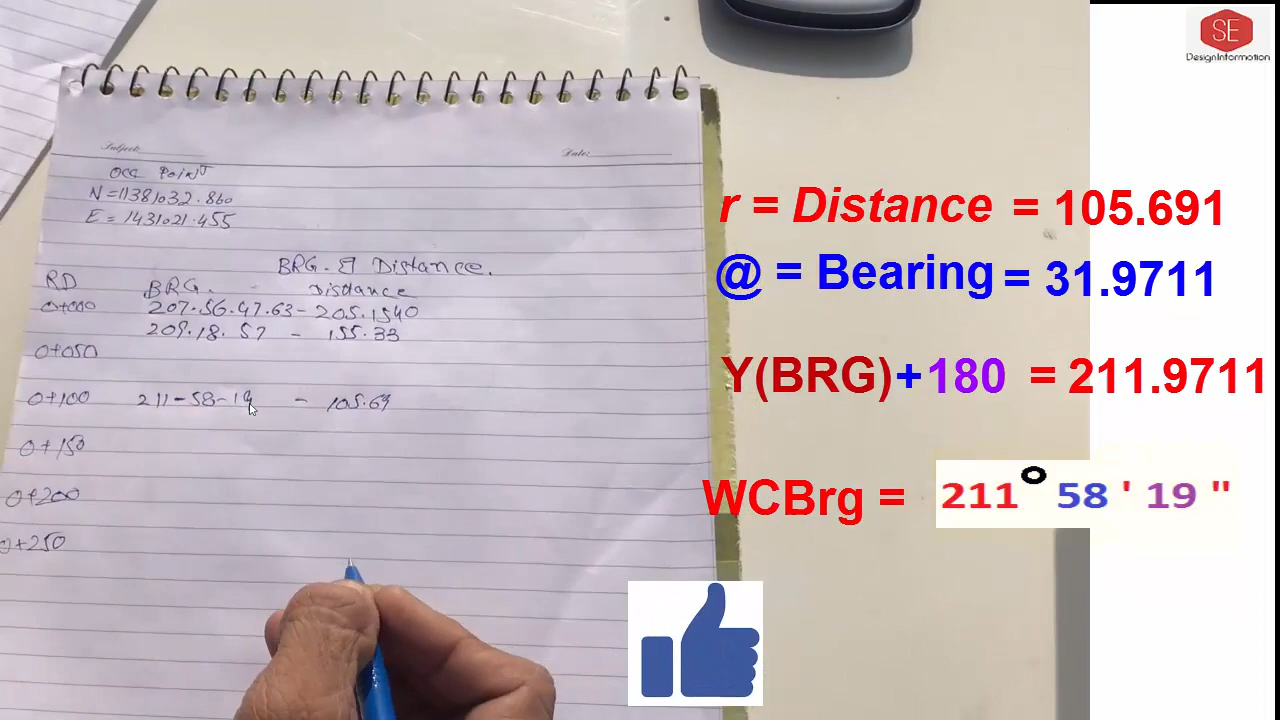 SE
DesignInformation
Subject:
Date:
Occ Point
N = 11381032.860
E = 1431021.455
BRG. & Distance.
RD BRG. - Distance
0+000 207.56.47.63 - 205.1540
209.18.57 - 155.33
0+050
0+100 211-58-19 - 105.69
0+150
0+200
0+250
r = Distance = 105.691
@ = Bearing = 31.9711
Y(BRG)+180 = 211.9711
WCBrg = 211° 58 ' 19 "